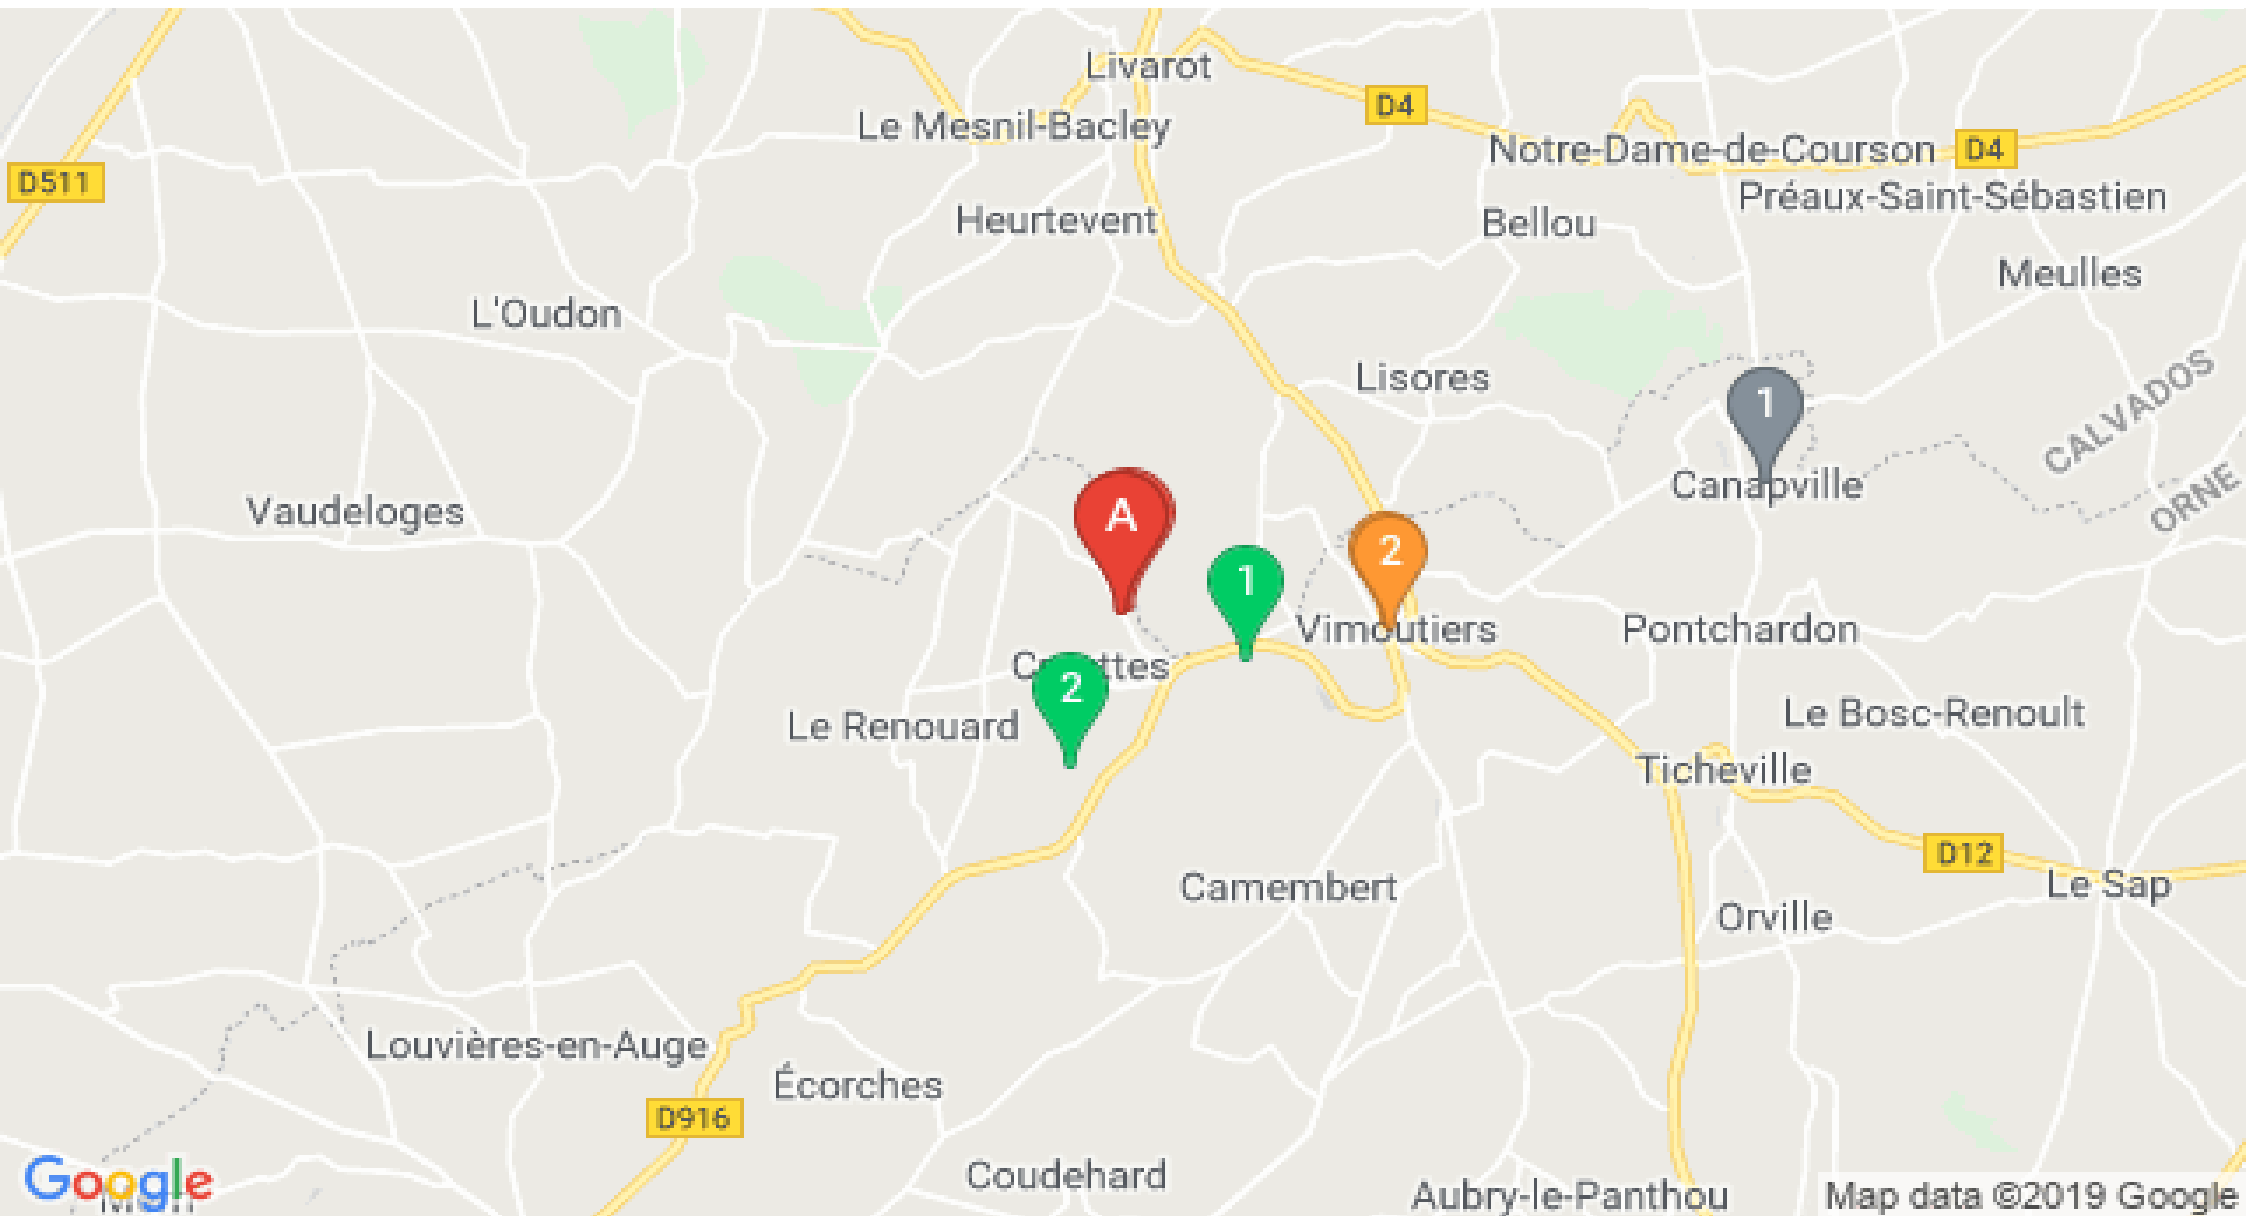 Livarot
D4
Le Mesnil-Bacley
Notre-Dame-de-Courson
D4
D511
Préaux-Saint-Sébastien
Heurtevent
Bellou
Meulles
L'Oudon
Lisores
1
CALVADOS
Canapville
ORNE
Vaudeloges
A
2
1
Vimoutiers
Pontchardon
2
Le Renouard
Le Bosc-Renoult
Ticheville
D12
Camembert
Le Sap
Orville
Louvières-en-Auge
Écorches
D916
Coudehard
Google
Aubry-le-Panthou
Map data ©2019 Google